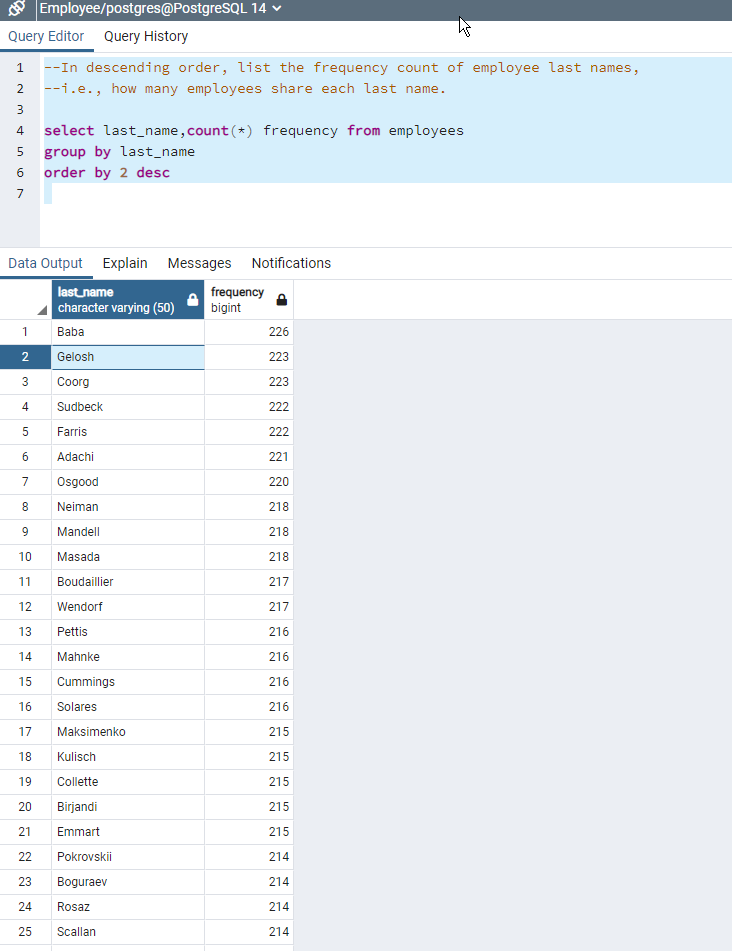 Employee/postgres@PostgreSQL 14
Query Editor Query History
1 --In descending order, list the frequency count of employee last names,
2 --i.e., how many employees share each last name.
3
4 select last_name,count(*) frequency from employees
5 group by last_name
6 order by 2 desc
7
Data Output Explain Messages Notifications
last_name frequency
character varying (50) bigint
1 Baba 226
2 Gelosh 223
3 Coorg 223
4 Sudbeck 222
5 Farris 222
6 Adachi 221
7 Osgood 220
8 Neiman 218
9 Mandell 218
10 Masada 218
11 Boudaillier 217
12 Wendorf 217
13 Pettis 216
14 Mahnke 216
15 Cummings 216
16 Solares 216
17 Maksimenko 215
18 Kulisch 215
19 Collette 215
20 Birjandi 215
21 Emmart 215
22 Pokrovskii 214
23 Boguraev 214
24 Rosaz 214
25 Scallan 214